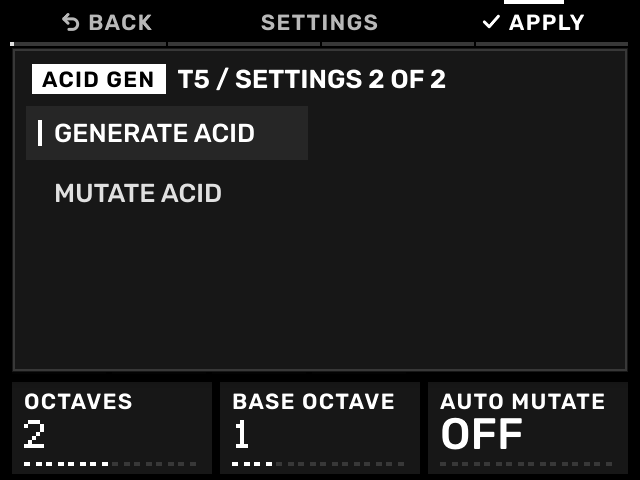 BACK SETTINGS APPLY
ACID GEN T5 / SETTINGS 2 OF 2
GENERATE ACID
MUTATE ACID
OCTAVES BASE OCTAVE AUTO MUTATE
2 1 OFF